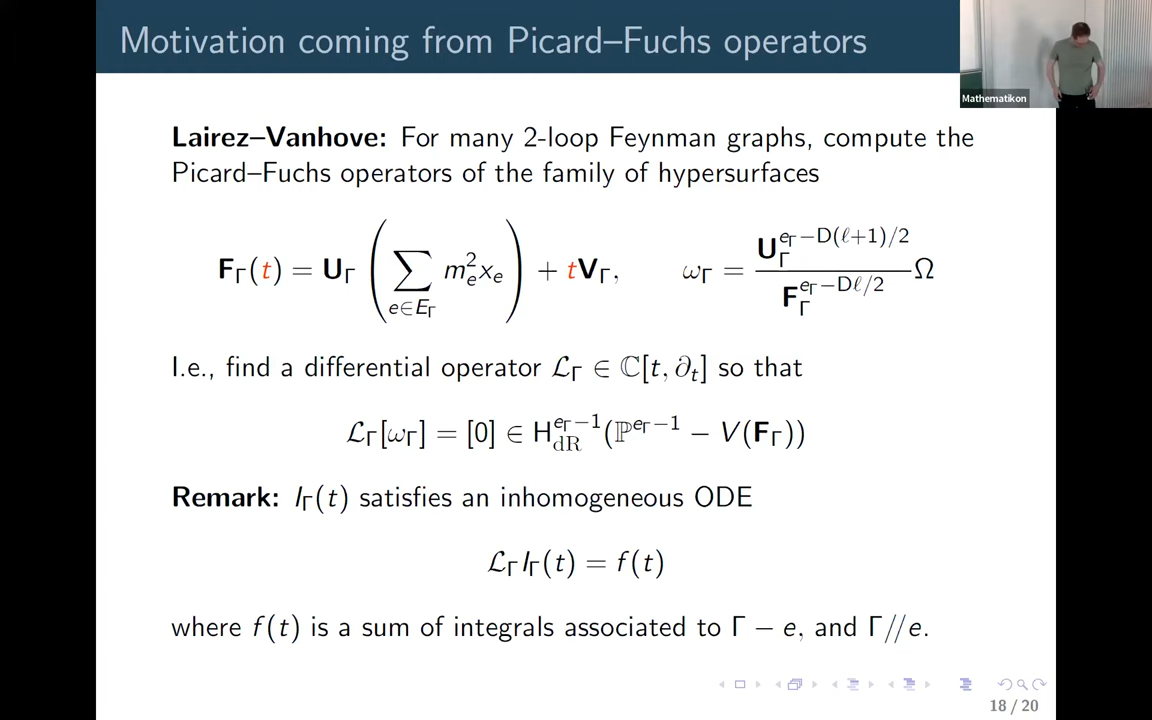 Motivation coming from Picard–Fuchs operators
Mathematikon
Lairez–Vanhove: For many 2-loop Feynman graphs, compute the
Picard–Fuchs operators of the family of hypersurfaces
F_Γ(t) = U_Γ (∑_{e∈E_Γ} m_e^2 x_e) + tV_Γ, ω_Γ = U_Γ^{e_Γ−D(ℓ+1)/2} / F_Γ^{e_Γ−Dℓ/2} Ω
I.e., find a differential operator ℒ_Γ ∈ ℂ[t, ∂_t] so that
ℒ_Γ[ω_Γ] = [0] ∈ H_dR^{e_Γ−1}(ℙ^{e_Γ−1} − V(F_Γ))
Remark: I_Γ(t) satisfies an inhomogeneous ODE
ℒ_Γ I_Γ(t) = f(t)
where f(t) is a sum of integrals associated to Γ − e, and Γ//e.
18 / 20